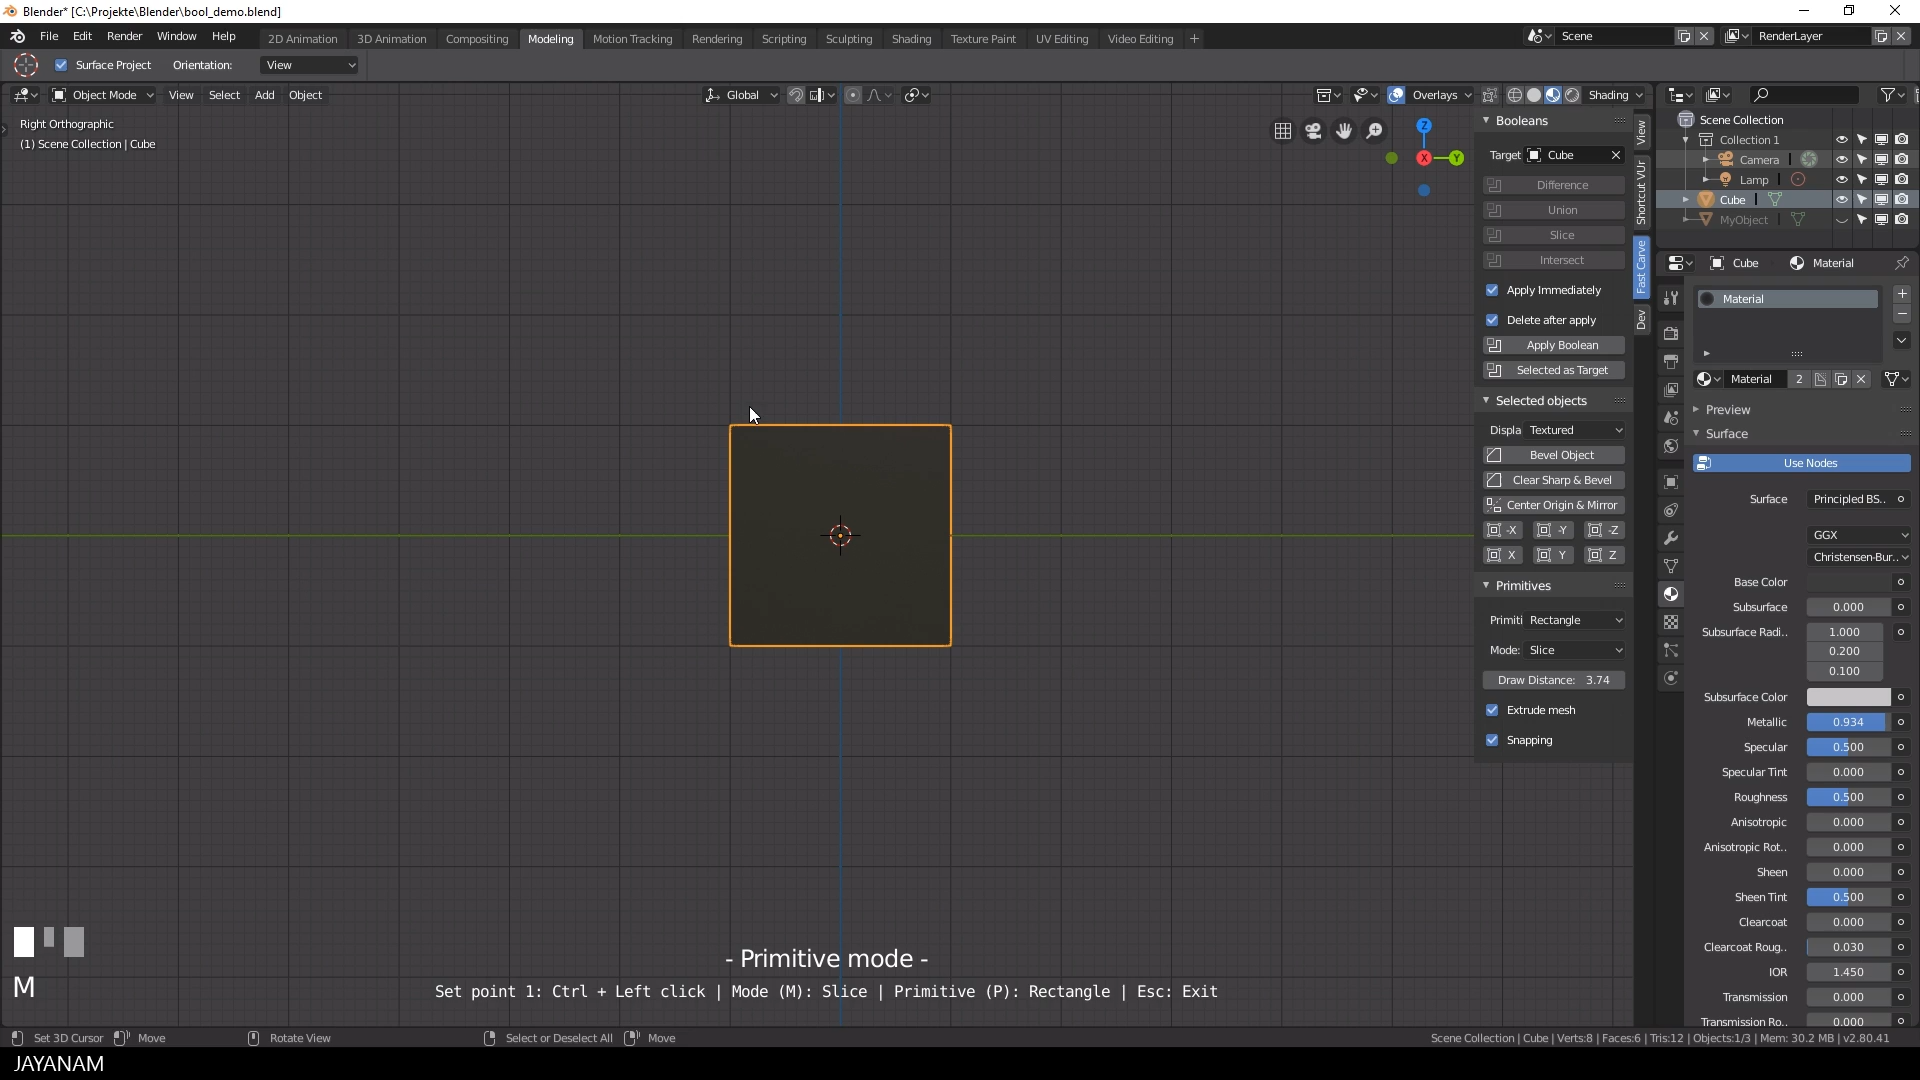 Blender* [C:\Projekte\Blender\bool_demo.blend]
File Edit Render Window Help 2D Animation 3D Animation Compositing Modeling Motion Tracking Rendering Scripting Sculpting Shading Texture Paint UV Editing Video Editing + Scene RenderLayer
Surface Project Orientation: View
Object Mode View Select Add Object Global Overlays Shading
Right Orthographic
(1) Scene Collection | Cube
Z
X
Y
Booleans
Target Cube
Difference
Union
Slice
Intersect
Apply Immediately
Delete after apply
Apply Boolean
Selected as Target
Selected objects
Displa Textured
Bevel Object
Clear Sharp & Bevel
Center Origin & Mirror
-X -Y -Z
X Y Z
Primitives
Primiti Rectangle
Mode: Slice
Draw Distance: 3.74
Extrude mesh
Snapping
View
Shortcut VUr
Fast Carve
Dev
Scene Collection
Collection 1
Camera
Lamp
Cube
MyObject
Cube Material
Material
Material 2
Preview
Surface
Use Nodes
Surface Principled BS..
GGX
Christensen-Bur..
Base Color
Subsurface 0.000
Subsurface Radi.. 1.000
0.200
0.100
Subsurface Color
Metallic 0.934
Specular 0.500
Specular Tint 0.000
Roughness 0.500
Anisotropic 0.000
Anisotropic Rot.. 0.000
Sheen 0.000
Sheen Tint 0.500
Clearcoat 0.000
Clearcoat Roug.. 0.030
IOR 1.450
Transmission 0.000
Transmission Ro.. 0.000
M
- Primitive mode -
Set point 1: Ctrl + Left click | Mode (M): Slice | Primitive (P): Rectangle | Esc: Exit
Set 3D Cursor Move Rotate View Select or Deselect All Move Scene Collection | Cube | Verts:8 | Faces:6 | Tris:12 | Objects:1/3 | Mem: 30.2 MB | v2.80.41
JAYANAM